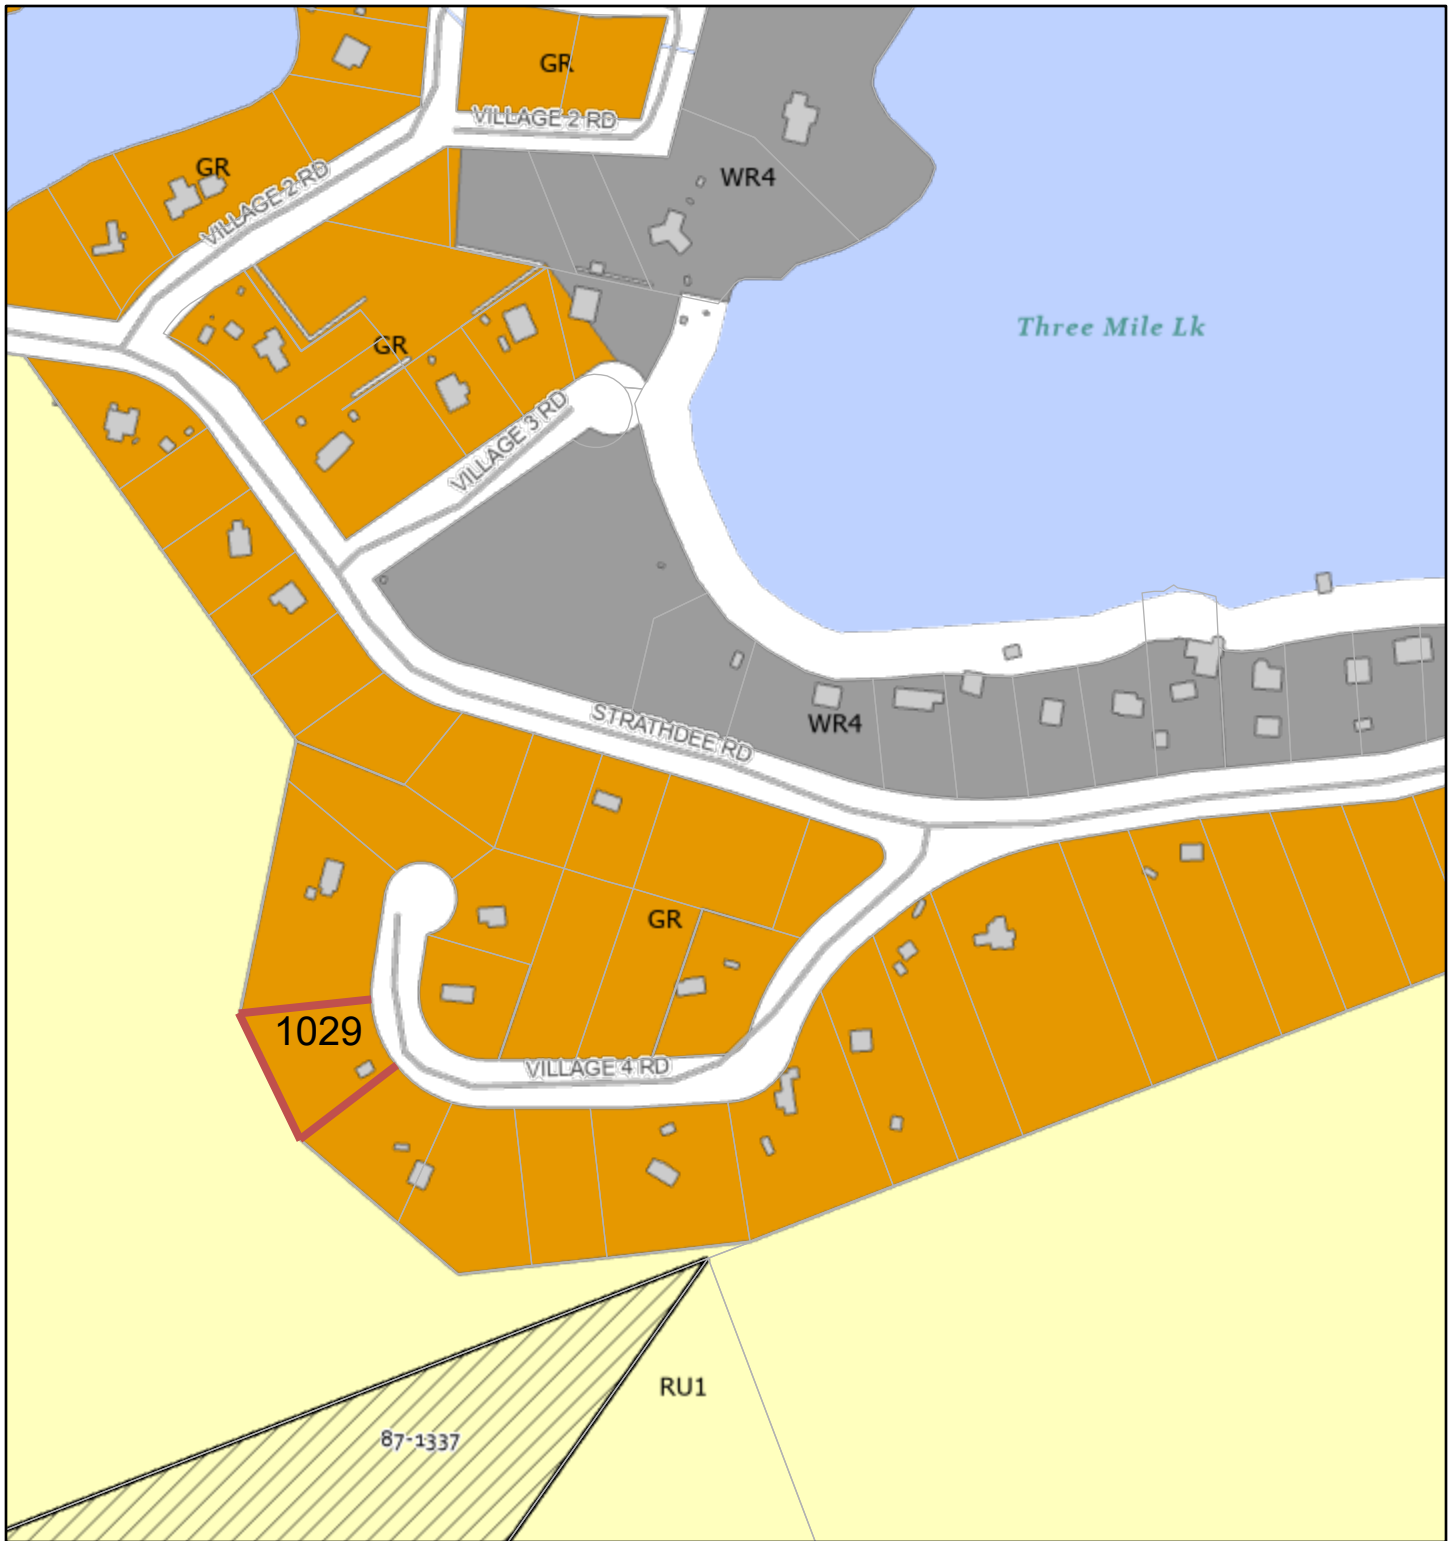 GR
VILLAGE 2 RD
GR
VILLAGE 2 RD
WR4
Three Mile Lk
GR
VILLAGE 3 RD
STRATHDEE RD
WR4
GR
1029
VILLAGE 4 RD
RU1
87-1337